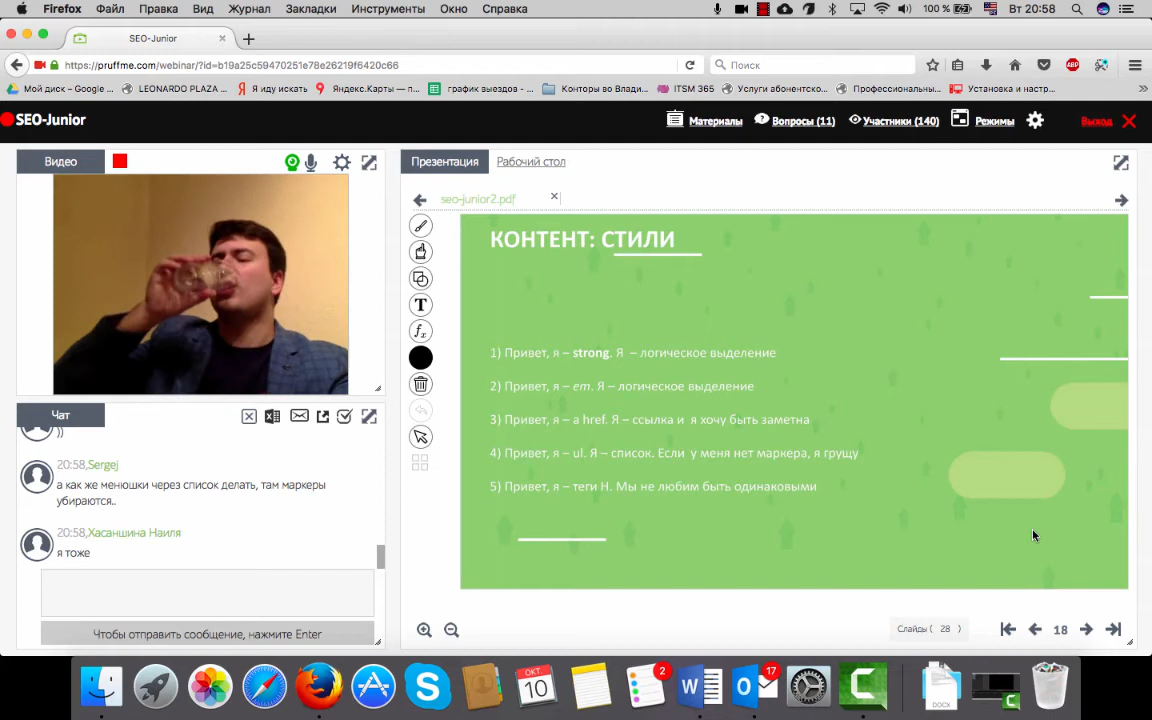 Firefox Файл Правка Вид Журнал Закладки Инструменты Окно Справка 100 % Вт 20:58
SEO-Junior
https://pruffme.com/webinar/?id=b19a25c59470251e78e26219f6420c66 Поиск
Мой диск – Google ... LEONARDO PLAZA ... Я иду искать Яндекс.Карты — п... график выездов - ... Конторы во Влади... ITSM 365 Услуги абонентско... Профессиональны... Установка и настр...
SEO-Junior Материалы Вопросы (11) Участники (140) Режимы Выход
Видео
Презентация Рабочий стол
seo-junior2.pdf
КОНТЕНТ: СТИЛИ
1) Привет, я – strong. Я – логическое выделение
2) Привет, я – em. Я – логическое выделение
3) Привет, я – a href. Я – ссылка и я хочу быть заметна
4) Привет, я – ul. Я – список. Если у меня нет маркера, я грущу
5) Привет, я – теги H. Мы не любим быть одинаковыми
Чат
))
20:58,Sergej
а как же менюшки через список делать, там маркеры
убираются..
20:58,Хасаншина Наиля
я тоже
Чтобы отправить сообщение, нажмите Enter
Слайды ( 28 ) 18
ОКТ
10
2
17
DOCX